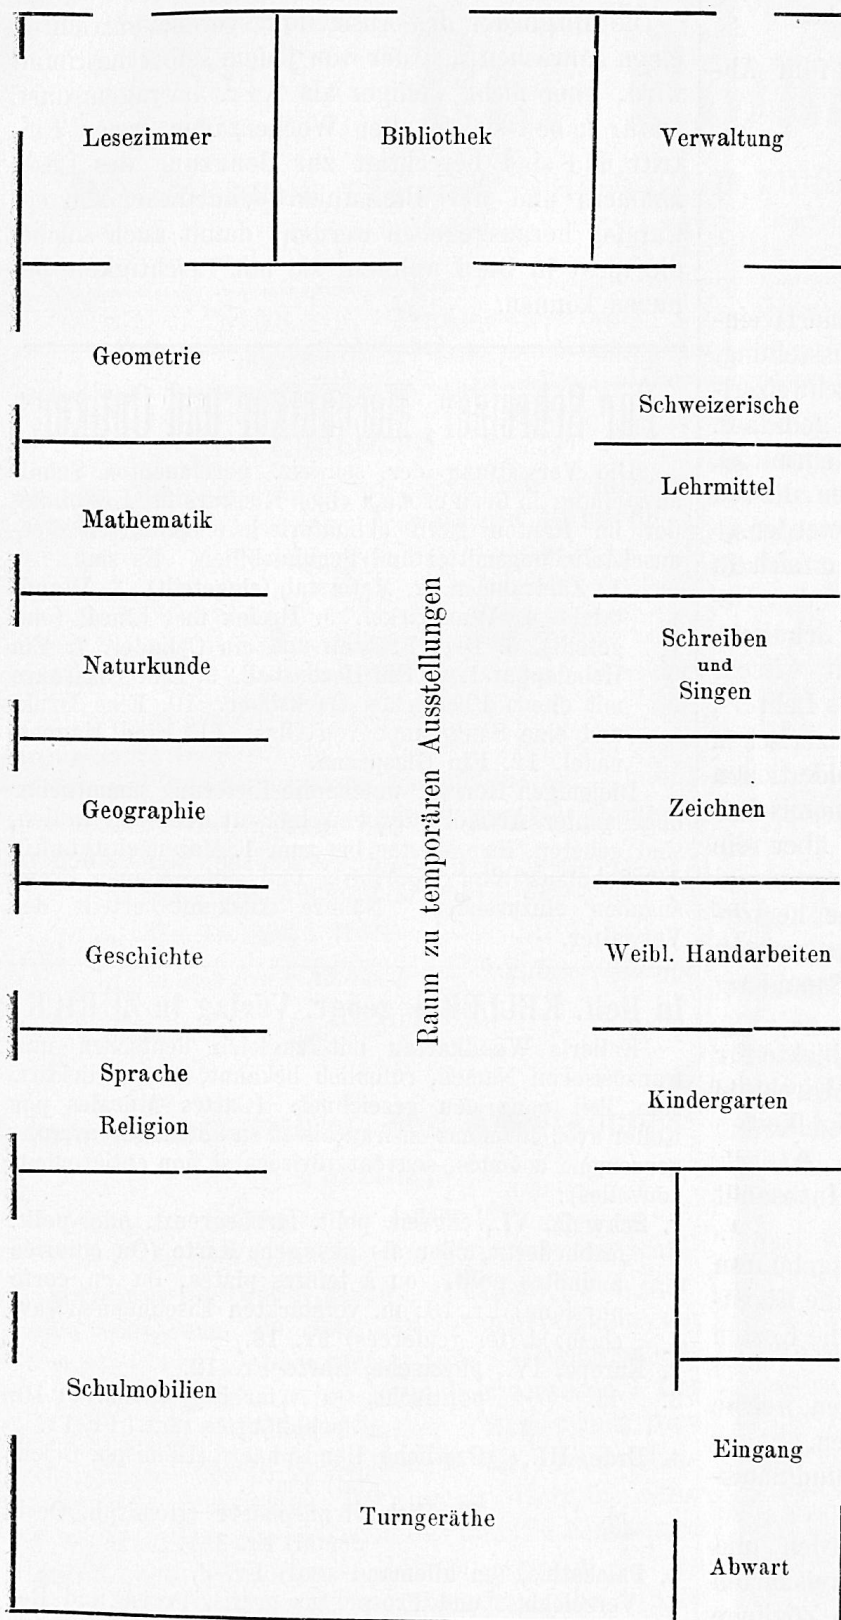 Lesezimmer
Bibliothek
Verwaltung
Geometrie
Schweizerische
Lehrmittel
Mathematik
Raum zu temporären Ausstellungen
Schreiben
und
Singen
Naturkunde
Geographie
Zeichnen
Geschichte
Weibl. Handarbeiten
Sprache
Religion
Kindergarten
Schulmobilien
Eingang
Turngeräthe
Abwart